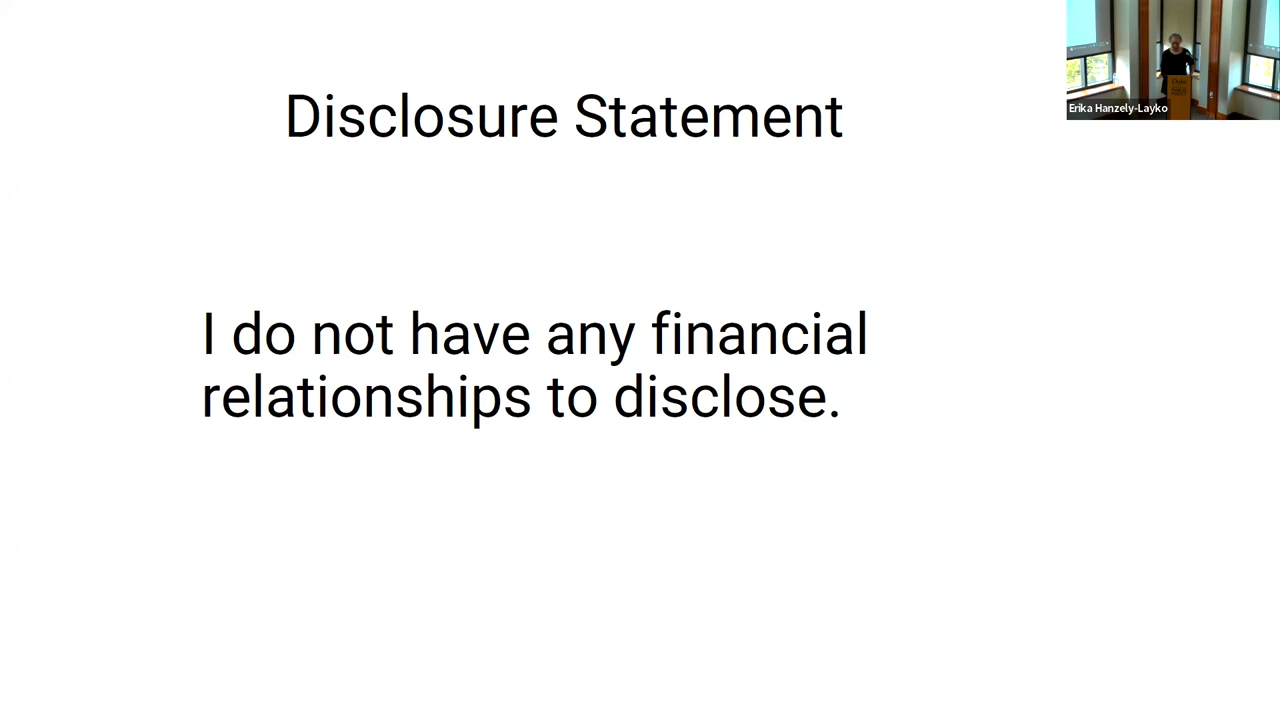 Disclosure Statement
Erika Hanzely-Layko
I do not have any financial
relationships to disclose.